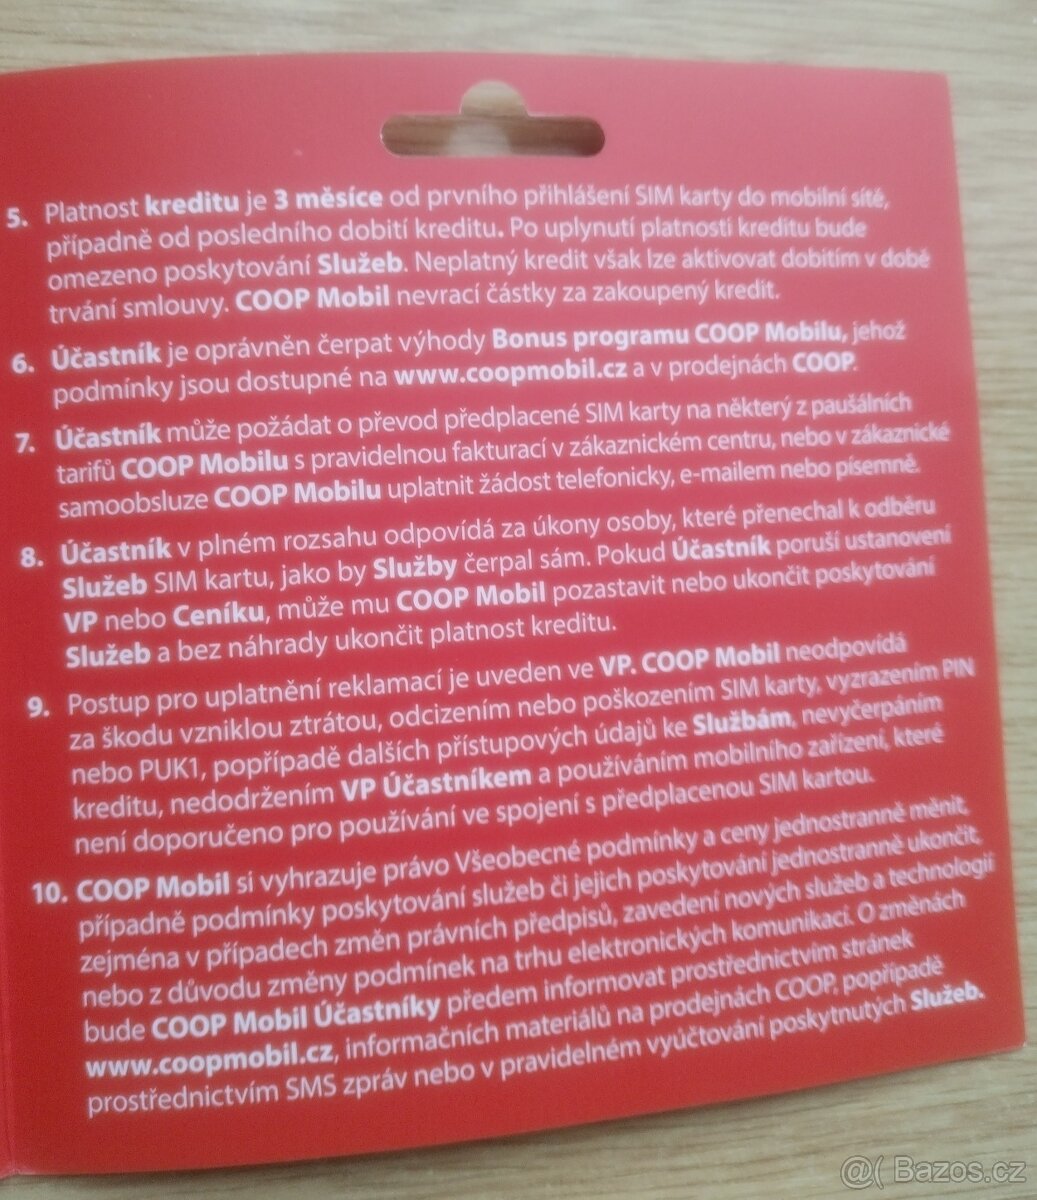 5. Platnost kreditu je 3 měsíce od prvního přihlášení SIM karty do mobilní sítě,
případně od posledního dobití kreditu. Po uplynutí platnosti kreditu bude
omezeno poskytování Služeb. Neplatný kredit však lze aktivovat dobitím v době
trvání smlouvy. COOP Mobil nevrací částky za zakoupený kredit.
6. Účastník je oprávněn čerpat výhody Bonus programu COOP Mobilu, jehož
podmínky jsou dostupné na www.coopmobil.cz a v prodejnách COOP.
7. Účastník může požádat o převod předplacené SIM karty na některý z paušálních
tarifů COOP Mobilu s pravidelnou fakturací v zákaznickém centru, nebo v zákaznické
samoobsluze COOP Mobilu uplatnit žádost telefonicky, e-mailem nebo písemně.
8. Účastník v plném rozsahu odpovídá za úkony osoby, které přenechal k odběru
Služeb SIM kartu, jako by Služby čerpal sám. Pokud Účastník poruší ustanovení
VP nebo Ceníku, může mu COOP Mobil pozastavit nebo ukončit poskytování
Služeb a bez náhrady ukončit platnost kreditu.
9. Postup pro uplatnění reklamací je uveden ve VP. COOP Mobil neodpovídá
za škodu vzniklou ztrátou, odcizením nebo poškozením SIM karty, vyzrazením PIN
nebo PUK1, popřípadě dalších přístupových údajů ke Službám, nevyčerpáním
kreditu, nedodržením VP Účastníkem a používáním mobilního zařízení, které
není doporučeno pro používání ve spojení s předplacenou SIM kartou.
10. COOP Mobil si vyhrazuje právo Všeobecné podmínky a ceny jednostranně měnit,
případně podmínky poskytování služeb či jejich poskytování jednostranně ukončit,
zejména v případech změn právních předpisů, zavedení nových služeb a technologií
nebo z důvodu změny podmínek na trhu elektronických komunikací. O změnách
bude COOP Mobil Účastníky předem informovat prostřednictvím stránek
www.coopmobil.cz, informačních materiálů na prodejnách COOP, popřípadě
prostřednictvím SMS zpráv nebo v pravidelném vyúčtování poskytnutých Služeb.
@( Bazos.cz